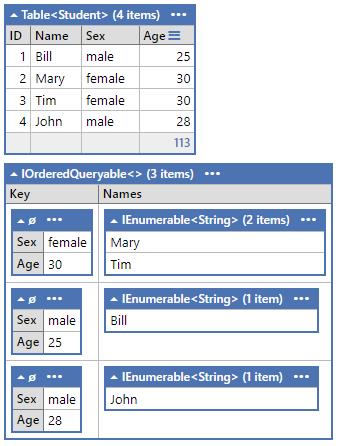 Table<Student> (4 items) •••
ID Name Sex Age
1 Bill male 25
2 Mary female 30
3 Tim female 30
4 John male 28
113
IOrderedQueryable<> (3 items) •••
Key Names
ø ••• IEnumerable<String> (2 items) •••
Sex female Mary
Age 30 Tim
ø ••• IEnumerable<String> (1 item) •••
Sex male Bill
Age 25
ø ••• IEnumerable<String> (1 item) •••
Sex male John
Age 28